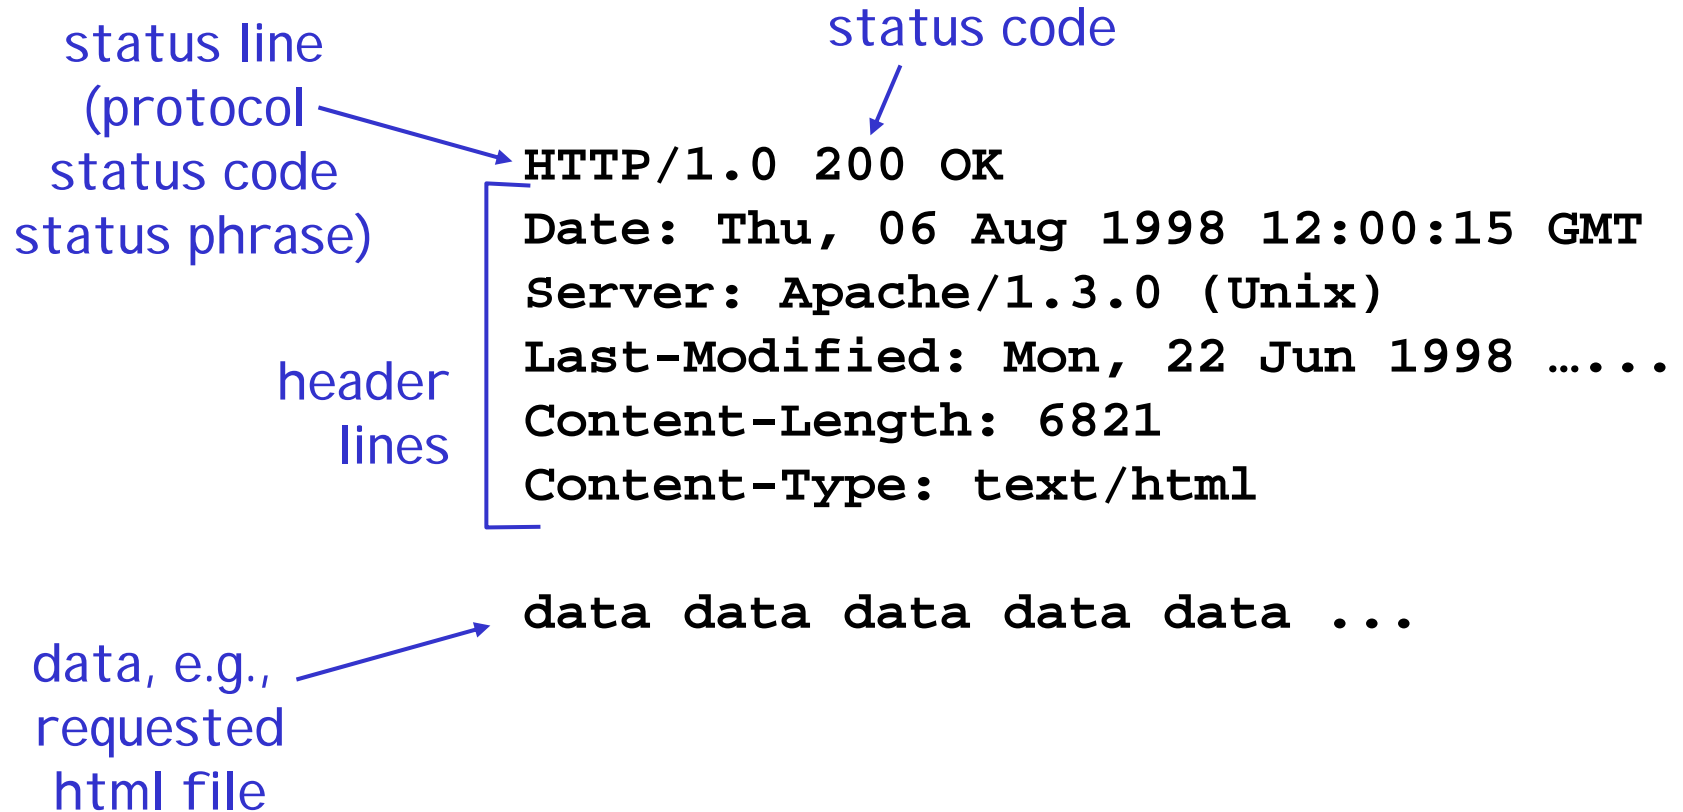 status code
status line
(protocol
status code
status phrase)
HTTP/1.0 200 OK
Date: Thu, 06 Aug 1998 12:00:15 GMT
Server: Apache/1.3.0 (Unix)
Last-Modified: Mon, 22 Jun 1998 …...
Content-Length: 6821
Content-Type: text/html
header
lines
data data data data data ...
data, e.g.,
requested
html file